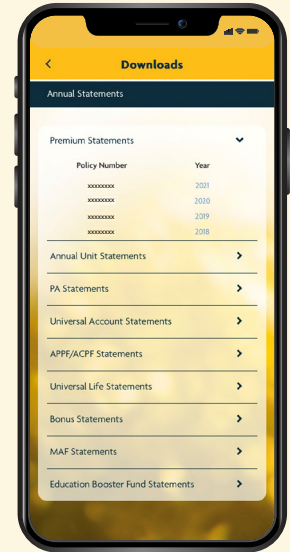 Downloads
Annual Statements
Premium Statements
Policy Number Year
xxxxxxxx 2021
xxxxxxxx 2020
xxxxxxxx 2019
xxxxxxxx 2018
Annual Unit Statements
PA Statements
Universal Account Statements
APPF/ACPF Statements
Universal Life Statements
Bonus Statements
MAF Statements
Education Booster Fund Statements